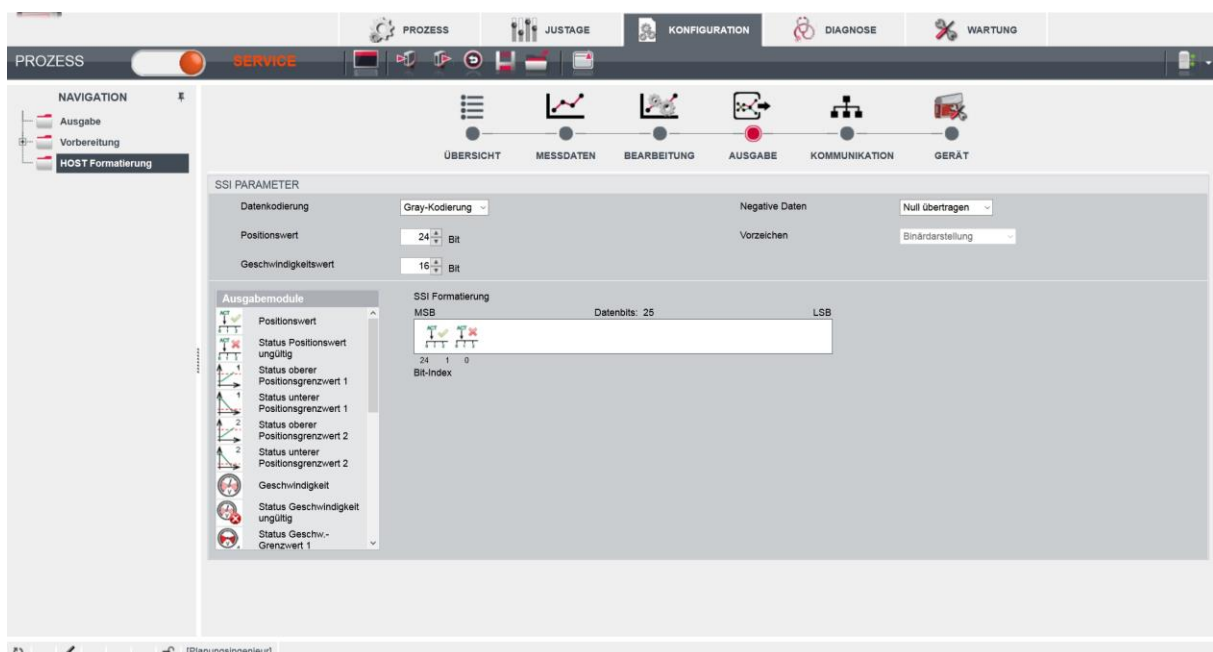 PROZESS JUSTAGE KONFIGURATION DIAGNOSE WARTUNG
PROZESS SERVICE
NAVIGATION
Ausgabe
Vorbereitung
HOST Formatierung
ÜBERSICHT MESSDATEN BEARBEITUNG AUSGABE KOMMUNIKATION GERÄT
SSI PARAMETER
Datenkodierung Gray-Kodierung Negative Daten Null übertragen
Positionswert 24 Bit Vorzeichen Binärdarstellung
Geschwindigkeitswert 16 Bit
Ausgabemodule
Positionswert
Status Positionswert
ungültig
Status oberer
Positionsgrenzwert 1
Status unterer
Positionsgrenzwert 1
Status oberer
Positionsgrenzwert 2
Status unterer
Positionsgrenzwert 2
Geschwindigkeit
Status Geschwindigkeit
ungültig
Status Geschw.-
Grenzwert 1
SSI Formatierung
MSB Datenbits: 25 LSB
ACT ACT
24 1 0
Bit-Index
[Planungsingenieur]